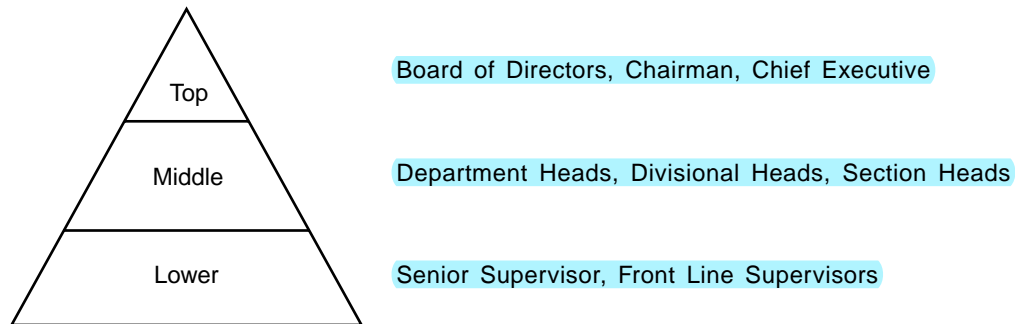 Top
Board of Directors, Chairman, Chief Executive
Middle
Department Heads, Divisional Heads, Section Heads
Lower
Senior Supervisor, Front Line Supervisors